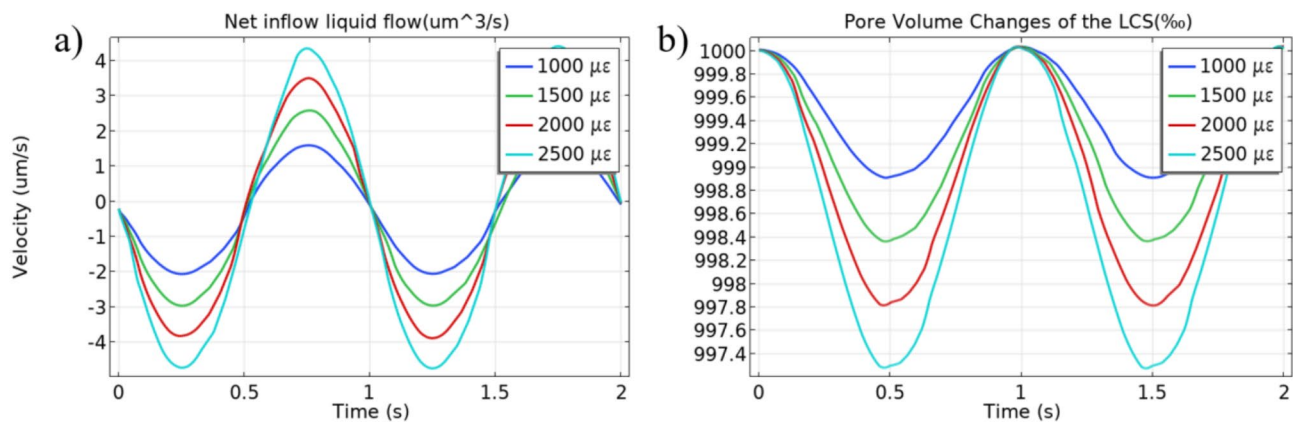 a)
Net inflow liquid flow(um^3/s)
Velocity (um/s)
4
3
2
1
0
-1
-2
-3
-4
1000 με
1500 με
2000 με
2500 με
0
0.5
1
1.5
2
Time (s)
b)
Pore Volume Changes of the LCS(‰)
1000
999.8
999.6
999.4
999.2
999
998.8
998.6
998.4
998.2
998
997.8
997.6
997.4
1000 με
1500 με
2000 με
2500 με
0
0.5
1
1.5
2
Time (s)